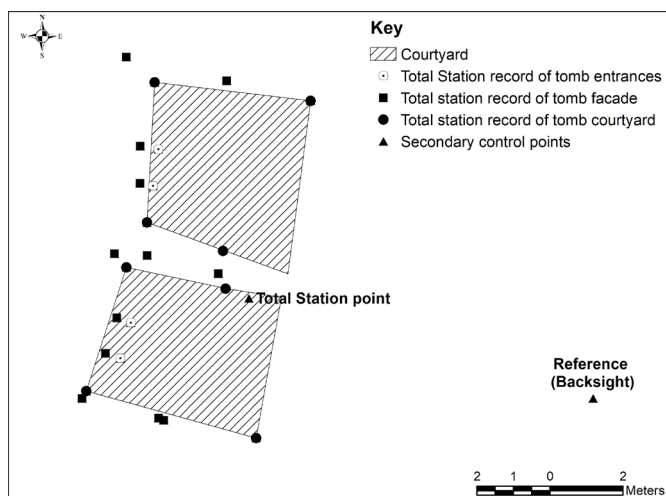 N
W E
S
Key
Courtyard
Total Station record of tomb entrances
Total station record of tomb facade
Total station record of tomb courtyard
Secondary control points
Total Station point
Reference
(Backsight)
2 1 0 2
Meters